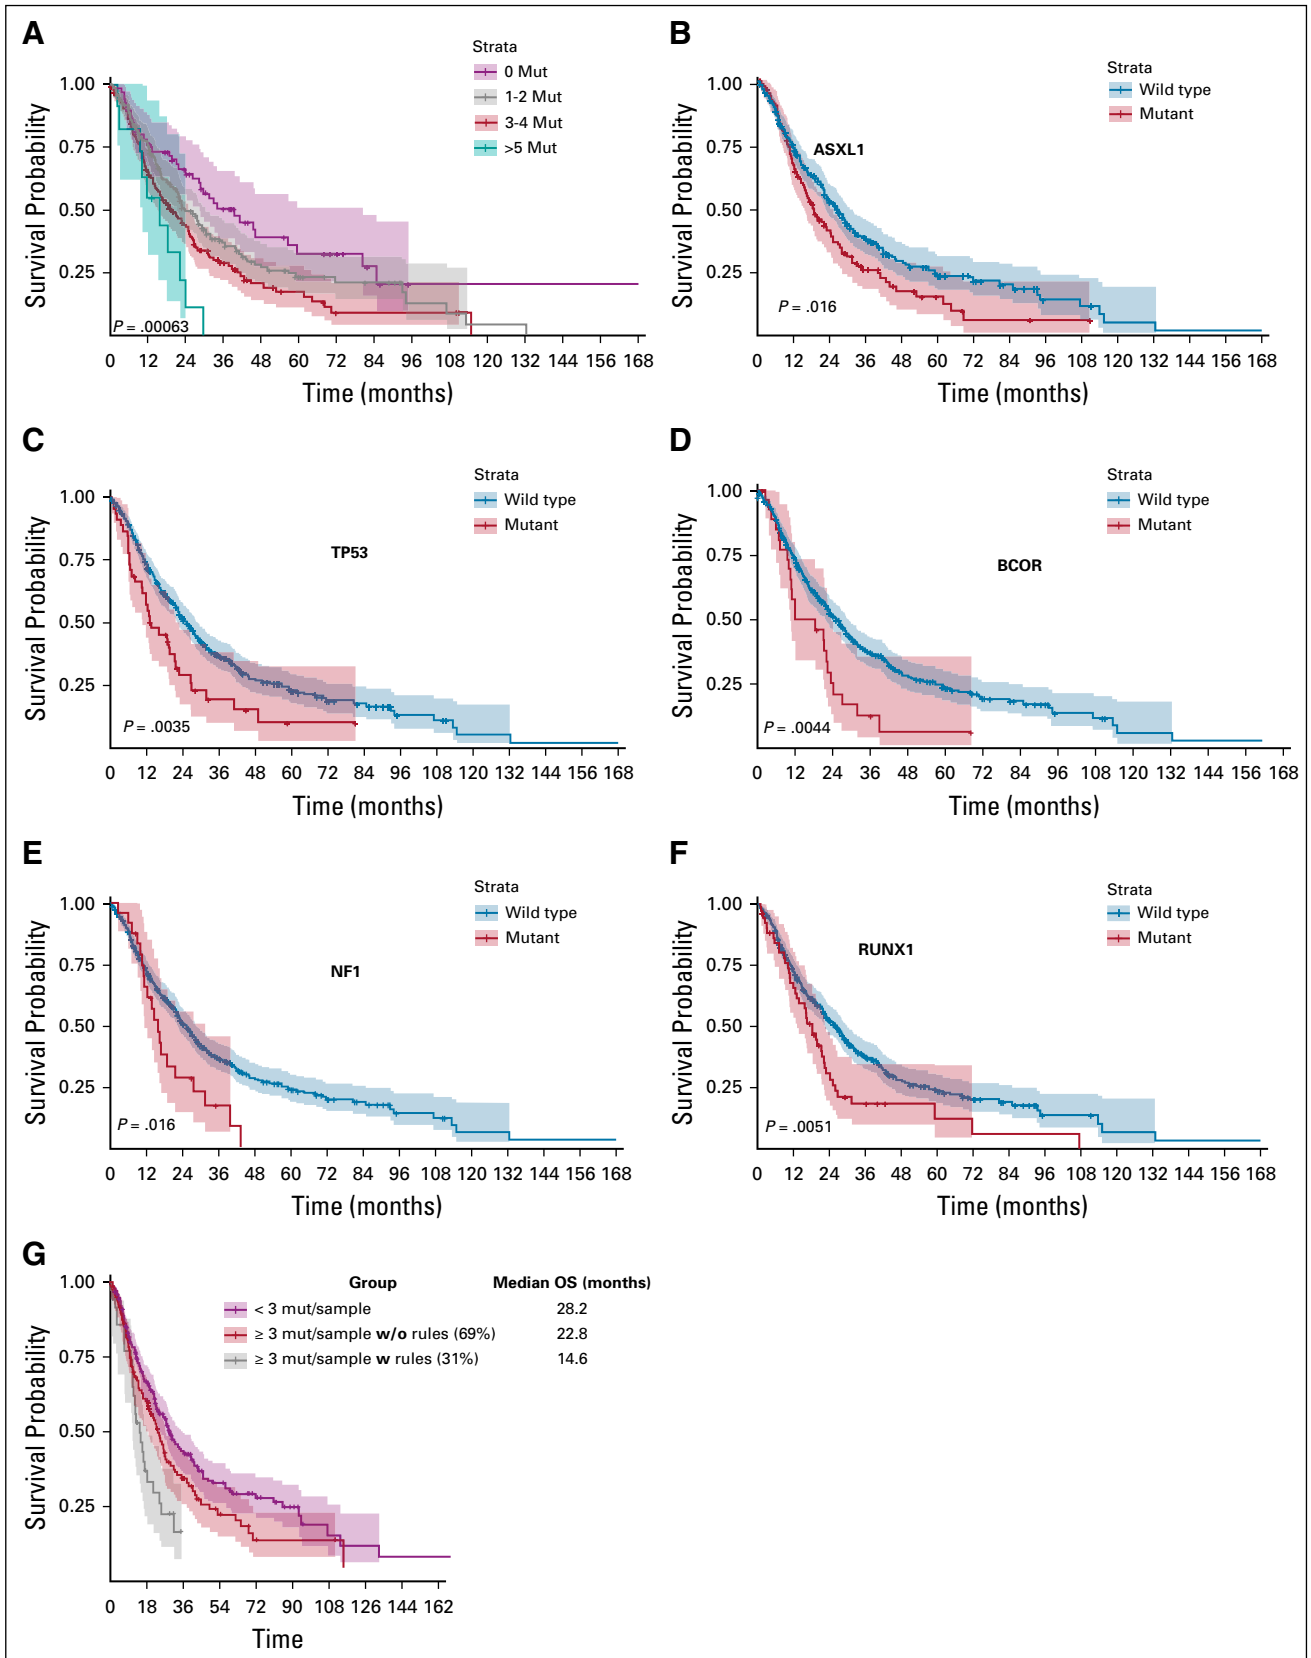 A
Strata
0 Mut
1-2 Mut
3-4 Mut
>5 Mut
Survival Probability
1.00
0.75
0.50
0.25
P = .00063
0 12 24 36 48 60 72 84 96 108 120 132 144 156 168
Time (months)
B
Strata
Wild type
Mutant
Survival Probability
1.00
0.75
0.50
0.25
ASXL1
P = .016
0 12 24 36 48 60 72 84 96 108 120 132 144 156 168
Time (months)
C
Strata
Wild type
Mutant
Survival Probability
1.00
0.75
0.50
0.25
TP53
P = .0035
0 12 24 36 48 60 72 84 96 108 120 132 144 156 168
Time (months)
D
Strata
Wild type
Mutant
Survival Probability
1.00
0.75
0.50
0.25
BCOR
P = .0044
0 12 24 36 48 60 72 84 96 108 120 132 144 156 168
Time (months)
E
Strata
Wild type
Mutant
Survival Probability
1.00
0.75
0.50
0.25
NF1
P = .016
0 12 24 36 48 60 72 84 96 108 120 132 144 156 168
Time (months)
F
Strata
Wild type
Mutant
Survival Probability
1.00
0.75
0.50
0.25
RUNX1
P = .0051
0 12 24 36 48 60 72 84 96 108 120 132 144 156 168
Time (months)
G
Group Median OS (months)
< 3 mut/sample 28.2
≥ 3 mut/sample w/o rules (69%) 22.8
≥ 3 mut/sample w rules (31%) 14.6
Survival Probability
1.00
0.75
0.50
0.25
0 18 36 54 72 90 108 126 144 162
Time